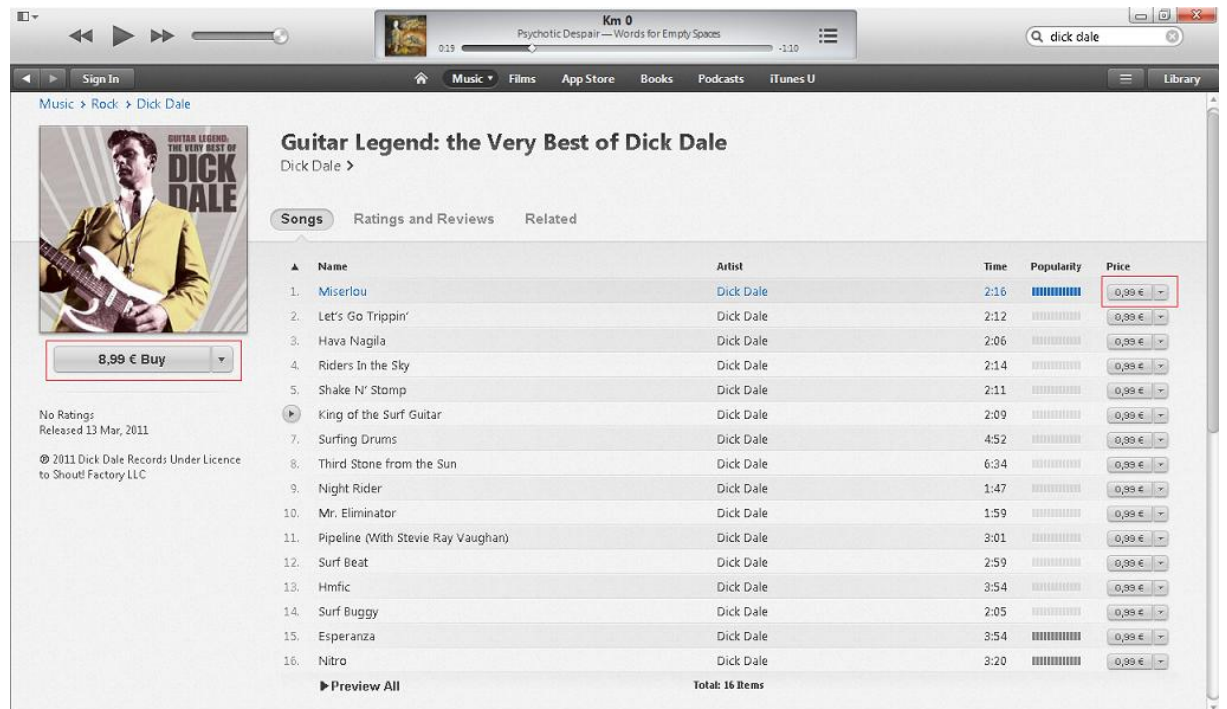 Km 0
Psychotic Despair — Words for Empty Spaces
0:19
-1:10
dick dale
Sign In
Music
Films
App Store
Books
Podcasts
iTunes U
Library
Music > Rock > Dick Dale
GUITAR LEGEND:
THE VERY BEST OF
DICK
DALE
Guitar Legend: the Very Best of Dick Dale
Dick Dale >
Songs
Ratings and Reviews
Related
8,99 € Buy
No Ratings
Released 13 Mar, 2011
℗ 2011 Dick Dale Records Under Licence
to Shout! Factory LLC
▲ Name Artist Time Popularity Price
1. Miserlou Dick Dale 2:16 0,99 €
2. Let's Go Trippin' Dick Dale 2:12 0,99 €
3. Hava Nagila Dick Dale 2:06 0,99 €
4. Riders In the Sky Dick Dale 2:14 0,99 €
5. Shake N' Stomp Dick Dale 2:11 0,99 €
King of the Surf Guitar Dick Dale 2:09 0,99 €
7. Surfing Drums Dick Dale 4:52 0,99 €
8. Third Stone from the Sun Dick Dale 6:34 0,99 €
9. Night Rider Dick Dale 1:47 0,99 €
10. Mr. Eliminator Dick Dale 1:59 0,99 €
11. Pipeline (With Stevie Ray Vaughan) Dick Dale 3:01 0,99 €
12. Surf Beat Dick Dale 2:59 0,99 €
13. Hmfic Dick Dale 3:54 0,99 €
14. Surf Buggy Dick Dale 2:05 0,99 €
15. Esperanza Dick Dale 3:54 0,99 €
16. Nitro Dick Dale 3:20 0,99 €
▶Preview All Total: 16 Items